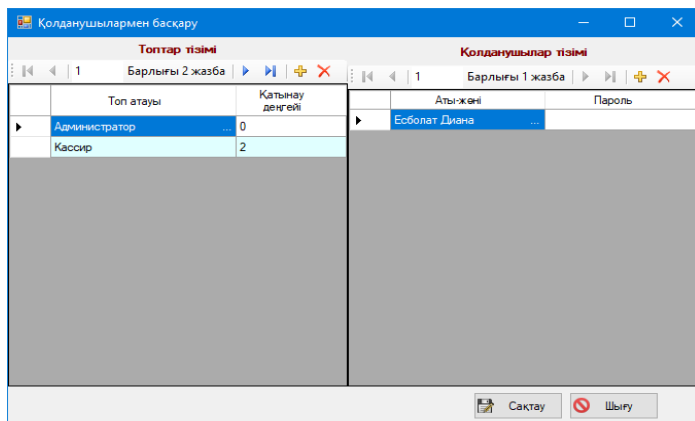 Қолданушылармен басқару
Топтар тізімі
1 Барлығы 2 жазба
Топ атауы Қатынау деңгейі
Администратор ... 0
Кассир 2
Қолданушылар тізімі
1 Барлығы 1 жазба
Аты-жөні Пароль
Есболат Диана ...
Сақтау Шығу